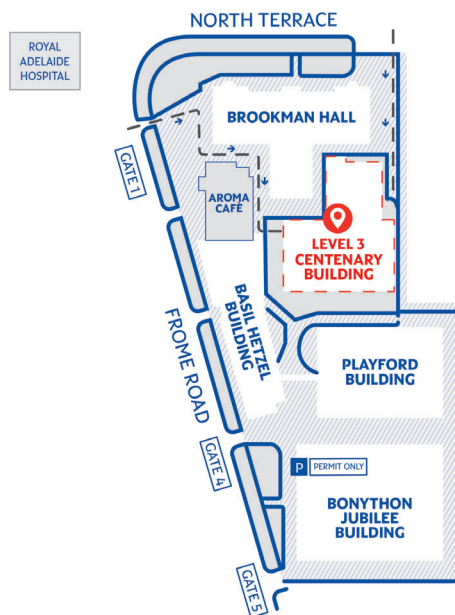 NORTH TERRACE
ROYAL
ADELAIDE
HOSPITAL
BROOKMAN HALL
GATE 1
AROMA
CAFÉ
LEVEL 3
CENTENARY
BUILDING
BASIL HETZEL
BUILDING
FROME ROAD
PLAYFORD
BUILDING
GATE 4
P PERMIT ONLY
BONYTHON
JUBILEE
BUILDING
GATE 5